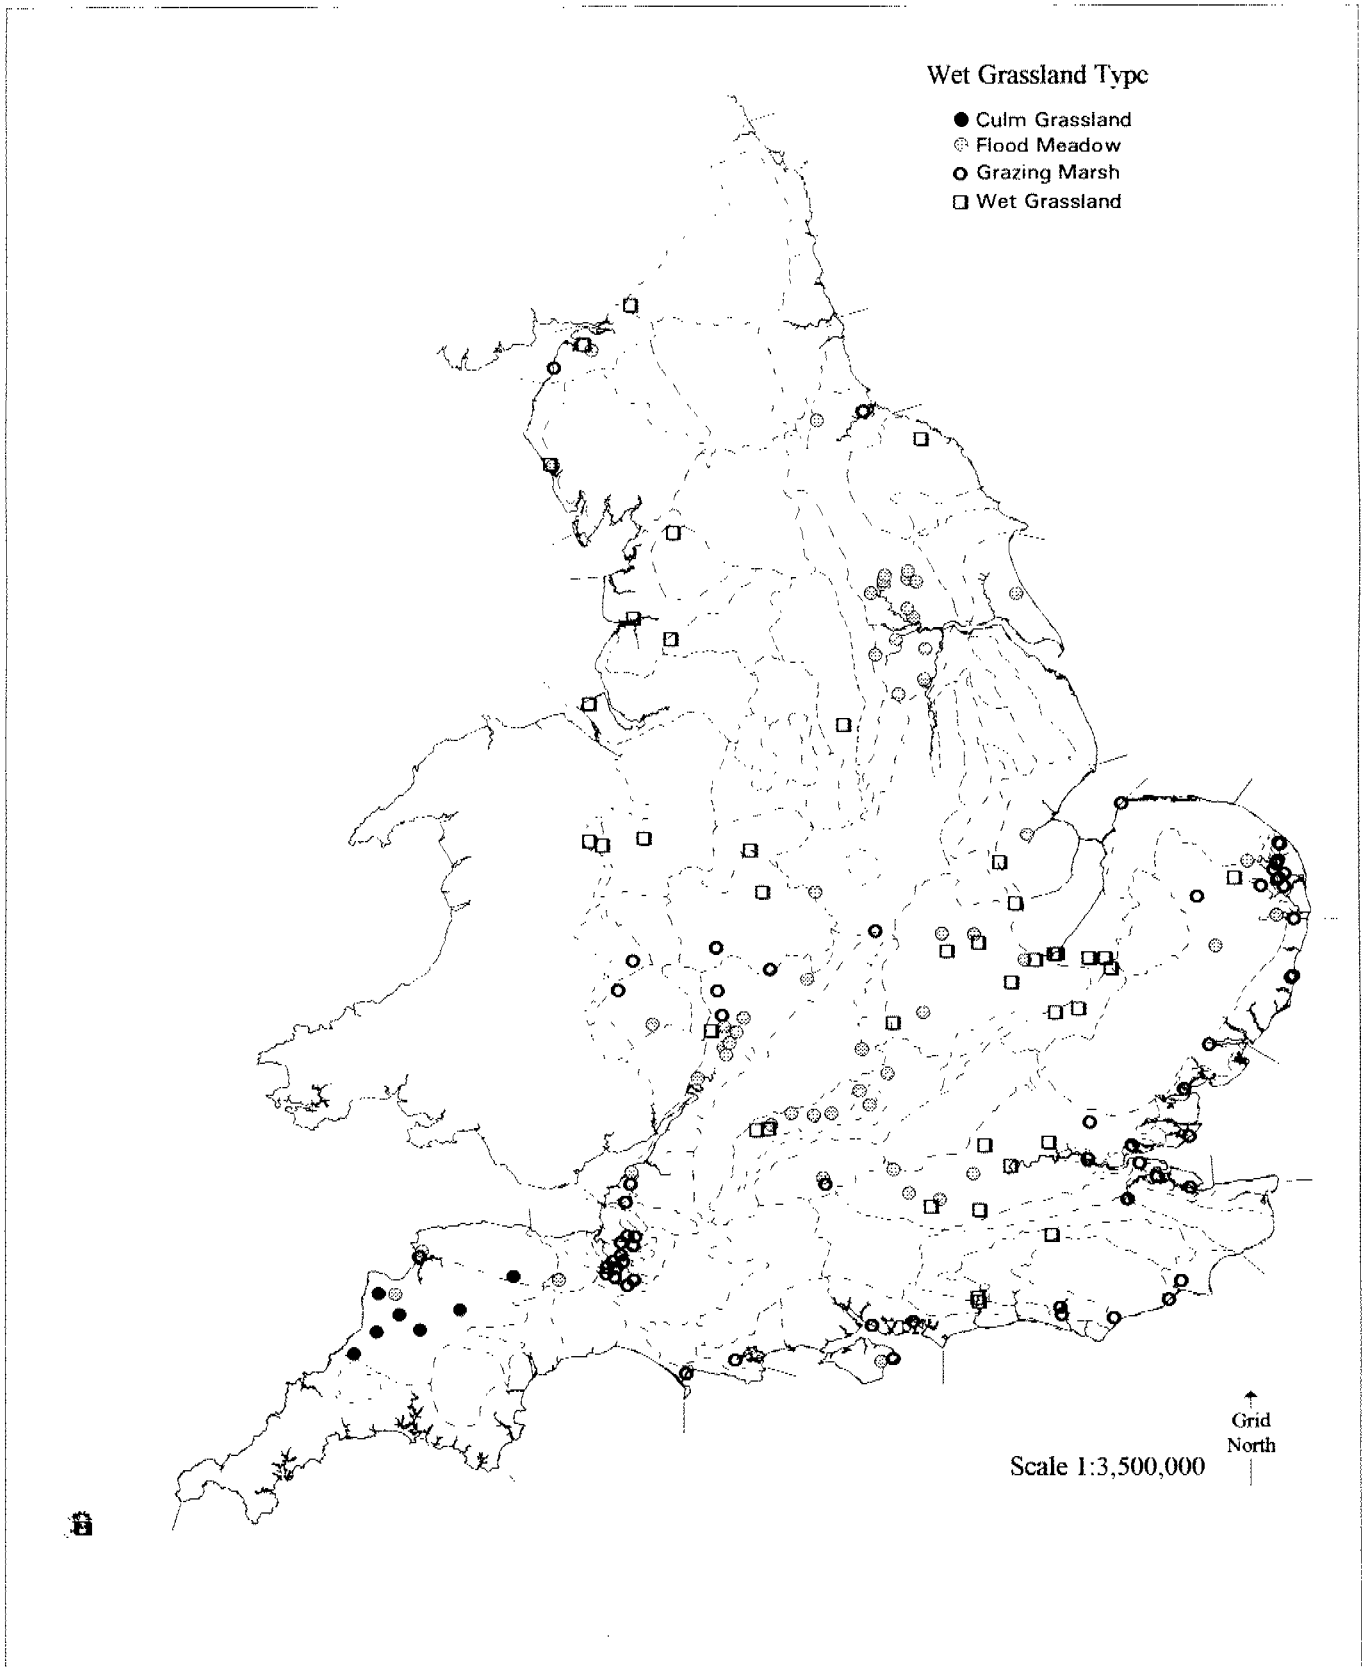 Wet Grassland Type
Culm Grassland
Flood Meadow
Grazing Marsh
Wet Grassland
Grid
North
Scale 1:3,500,000